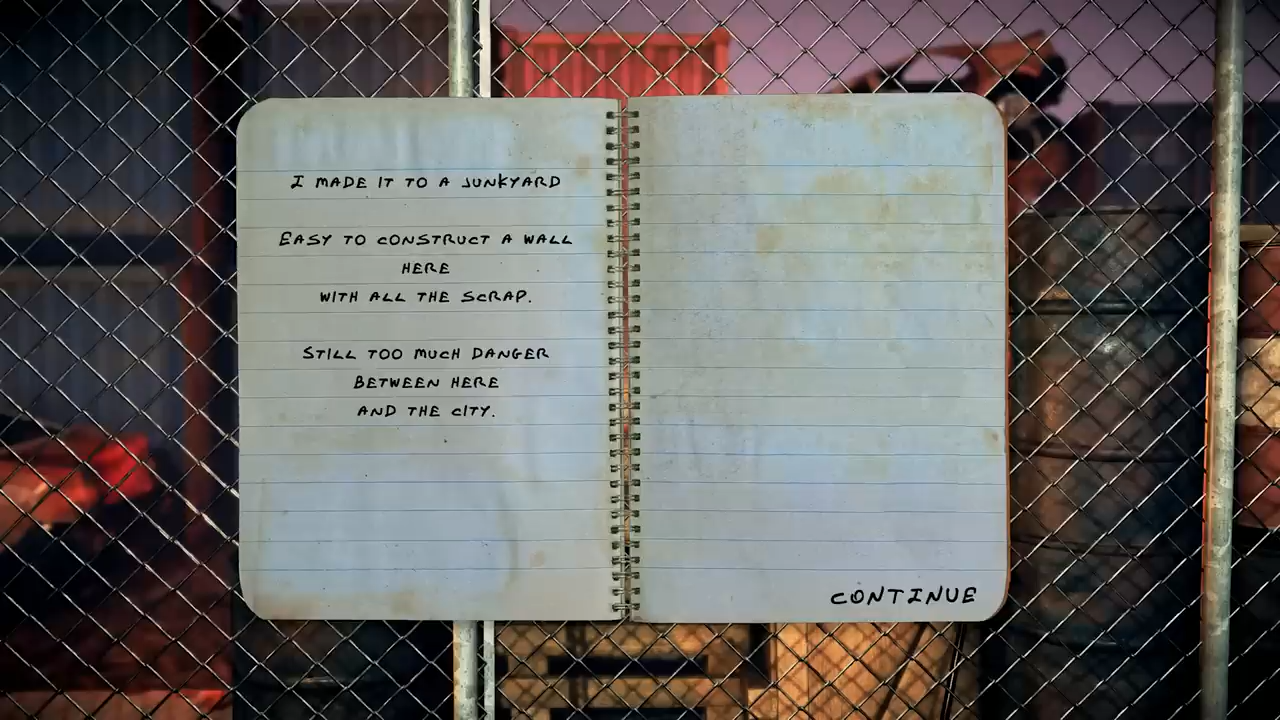 I MADE IT TO A JUNKYARD
EASY TO CONSTRUCT A WALL
HERE
WITH ALL THE SCRAP.
STILL TOO MUCH DANGER
BETWEEN HERE
AND THE CITY.
CONTINUE